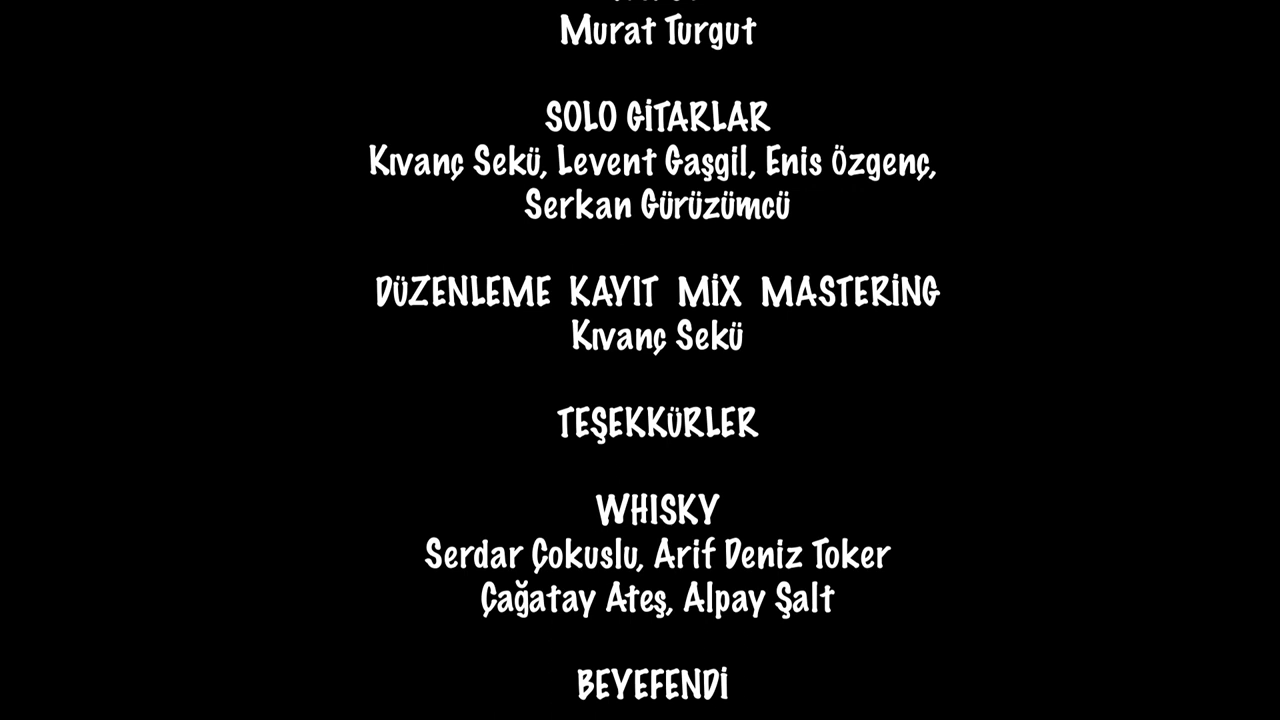 Murat Turgut
SOLO GİTARLAR
Kıvanç Sekü, Levent Gaşgil, Enis Özgenç,
Serkan Gürüzümcü
DÜZENLEME KAYIT MİX MASTERİNG
Kıvanç Sekü
TEŞEKKÜRLER
WHISKY
Serdar Çokuslu, Arif Deniz Toker
Çağatay Ateş, Alpay Şalt
BEYEFENDİ